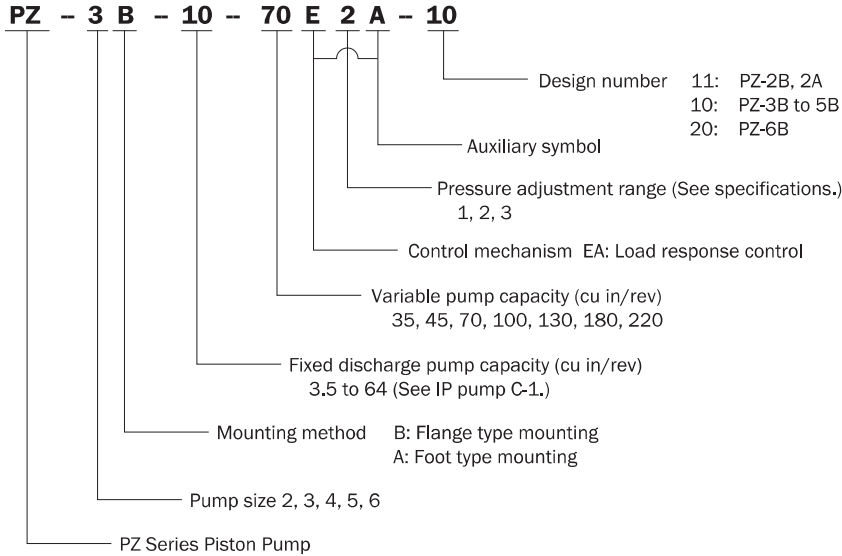 PZ -- 3 B -- 10 -- 70 E 2 A -- 10
Design number 11: PZ-2B, 2A
10: PZ-3B to 5B
20: PZ-6B
Auxiliary symbol
Pressure adjustment range (See specifications.)
1, 2, 3
Control mechanism EA: Load response control
Variable pump capacity (cu in/rev)
35, 45, 70, 100, 130, 180, 220
Fixed discharge pump capacity (cu in/rev)
3.5 to 64 (See IP pump C-1.)
Mounting method B: Flange type mounting
A: Foot type mounting
Pump size 2, 3, 4, 5, 6
PZ Series Piston Pump